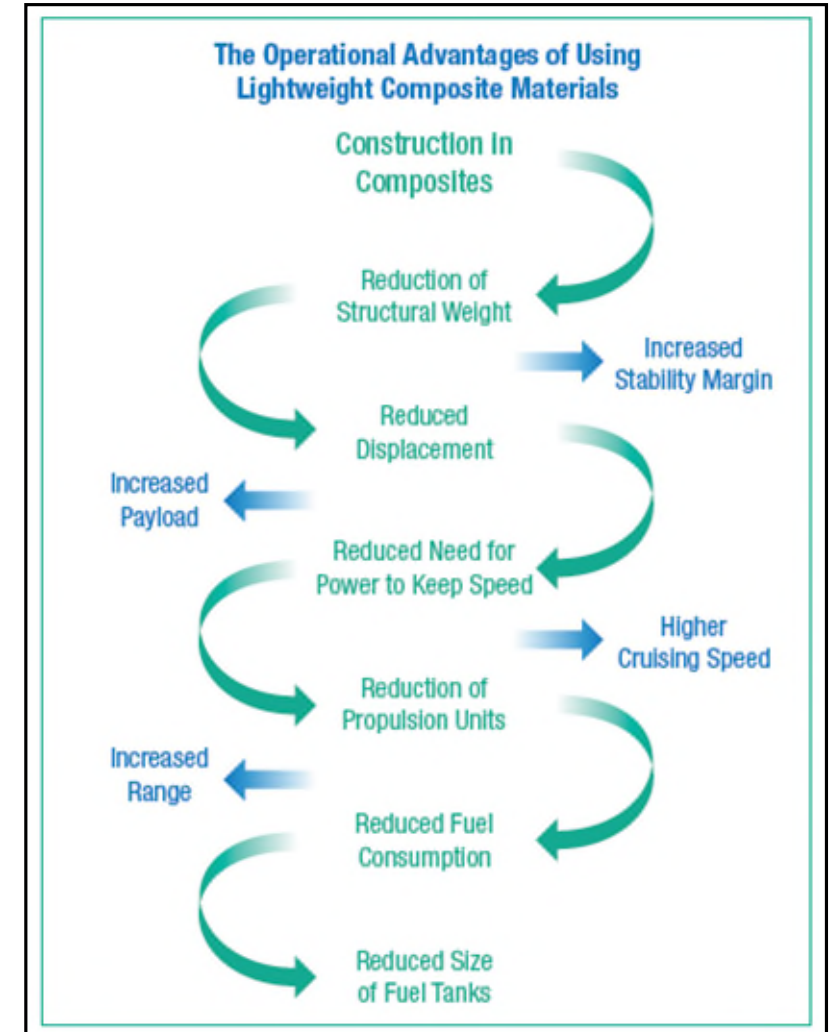 The Operational Advantages of Using
Lightweight Composite Materials
Construction in
Composites
Reduction of
Structural Weight
Increased
Stability Margin
Reduced
Displacement
Increased
Payload
Reduced Need for
Power to Keep Speed
Higher
Cruising Speed
Reduction of
Propulsion Units
Increased
Range
Reduced Fuel
Consumption
Reduced Size
of Fuel Tanks